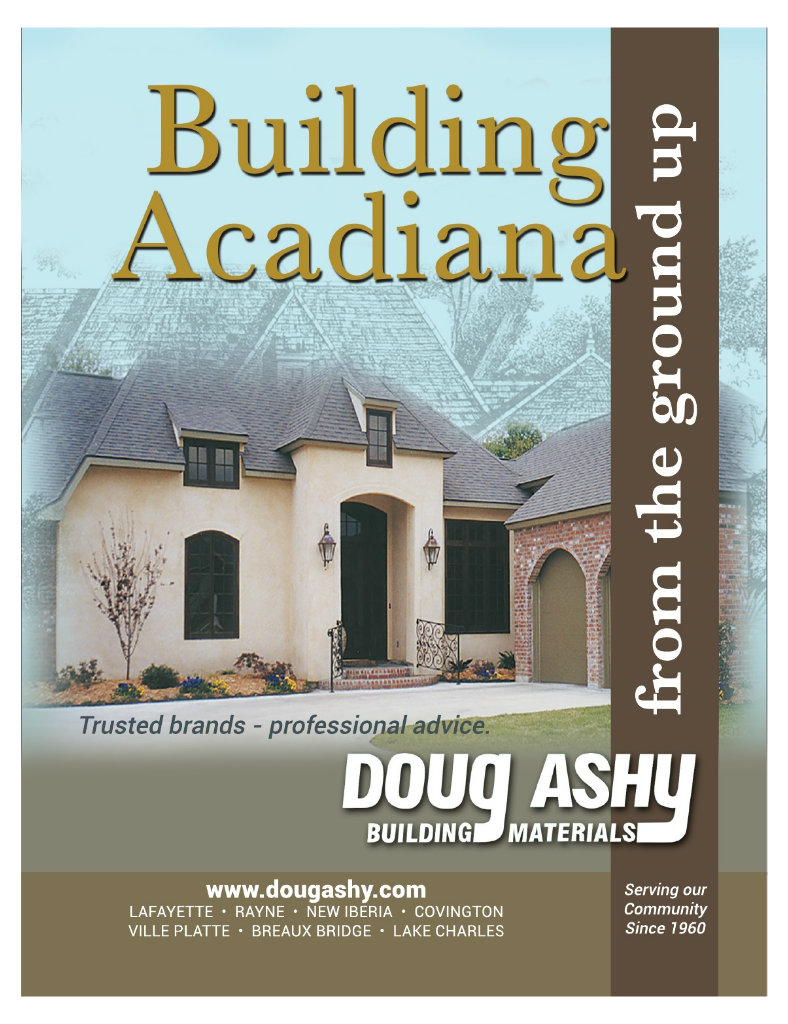 Building
Acadiana
from the ground up
Trusted brands - professional advice.
DOUG ASHY
BUILDING MATERIALS
www.dougashy.com
LAFAYETTE • RAYNE • NEW IBERIA • COVINGTON
VILLE PLATTE • BREAUX BRIDGE • LAKE CHARLES
Serving our
Community
Since 1960